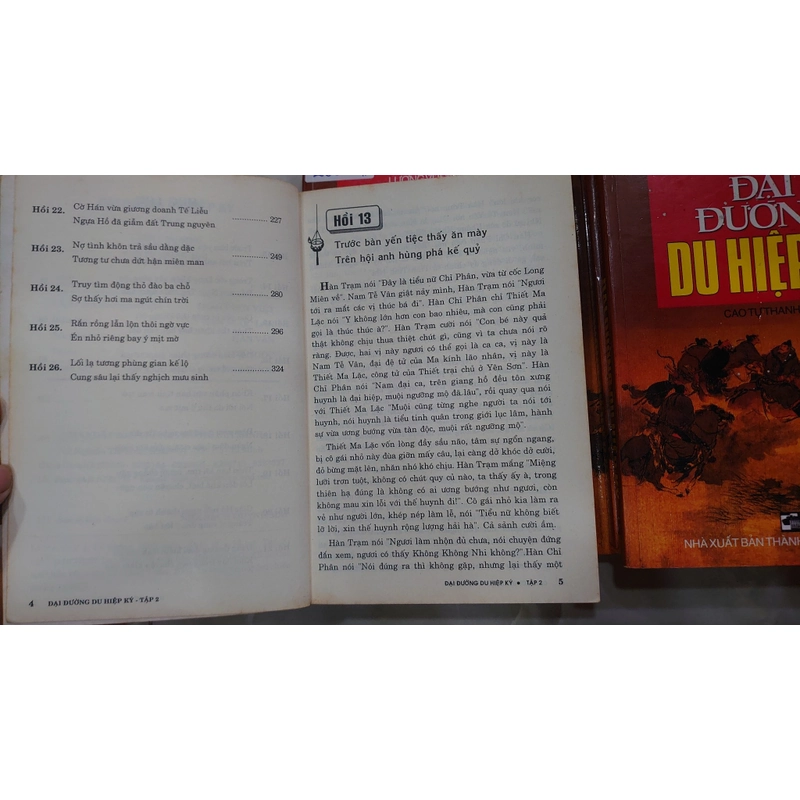 Hồi 22. Cờ Hán vừa giương doanh Tế Liễu
Ngựa Hồ đã giẫm đất Trung nguyên ............ 227
Hồi 23. Nợ tình khôn trả sầu dằng dặc
Tương tư chưa dứt hận miên man ............ 249
Hồi 24. Truy tìm động thỏ đào ba chỗ
Sợ thấy hơi ma ngút chín trời ............ 280
Hồi 25. Rắn rồng lẫn lộn thôi ngờ vực
Én nhỏ riêng bay ý mịt mờ ............ 296
Hồi 26. Lối lạ tương phùng gian kế lộ
Cung sâu lại thấy nghịch mưu sinh ............ 324
4 ĐẠI ĐƯỜNG DU HIỆP KÝ - TẬP 2
Hồi 13
Trước bàn yến tiệc thấy ăn mày
Trên hội anh hùng phá kế quỷ
Hàn Trạm nói "Đây là tiểu nữ Chỉ Phân, vừa từ cốc Long
Miên về". Nam Tề Vân giật nảy mình, Hàn Trạm nói "Ngươi
tới ra mắt các vị thúc bá đi". Hàn Chỉ Phân chỉ Thiết Ma
Lặc nói "Y không lớn hơn con bao nhiêu, mà con cũng phải
gọi là thúc thúc à?". Hàn Trạm cười nói "Con bé này quả
thật không chịu thua thiệt chút gì, cũng vì ta chưa nói rõ
ràng. Được, hai vị này ngươi có thể gọi là ca ca, vị này là
Nam Tề Vân, đại đệ tử của Ma kính lão nhân, vị này là
Thiết Ma Lặc, công tử của Thiết trại chủ ở Yên Sơn". Hàn
Chỉ Phân nói "Nam đại ca, trên giang hồ đều tôn xưng
huynh là đại hiệp, muội ngưỡng mộ đã lâu", rồi quay qua nói
với Thiết Ma Lặc "Muội cũng từng nghe người ta nói tới
huynh, nói huynh là tiểu tinh quân trong giới lục lâm, hành
sự vừa ương bướng vừa tàn độc, muội rất ngưỡng mộ".
Thiết Ma Lặc vốn lòng đầy sầu não, tâm sự ngổn ngang,
bị cô gái nhỏ này đùa giỡn mấy câu, lại càng dở khóc dở cười,
đỏ bừng mặt lên, nhăn nhó khó chịu. Hàn Trạm mắng "Miệng
lưỡi trơn tuột, không có chút quy củ nào, ta thấy ấy à, trong
thiên hạ đúng là không có ai ương bướng như ngươi, còn
không mau xin lỗi với Thiết huynh đi!". Cô gái nhỏ kia làm ra
vẻ như người lớn, khép nép làm lễ, nói "Tiểu nữ không biết
lỡ lời, xin thế huynh rộng lượng hải hà". Cả sảnh cười ầm.
Hàn Trạm nói "Ngươi làm nhộn đủ chưa, nói chuyện đứng
đắn xem, ngươi có thấy Không Không Nhi không?".Hàn Chỉ
Phân nói "Nói đúng ra thì không gặp, nhưng lại thấy một
ĐẠI ĐƯỜNG DU HIỆP KÝ ● TẬP 2 5
ĐẠI
ĐƯỜN
DU HIỆP
CAO TỰ THANH
NHÀ XUẤT BẢN THANH